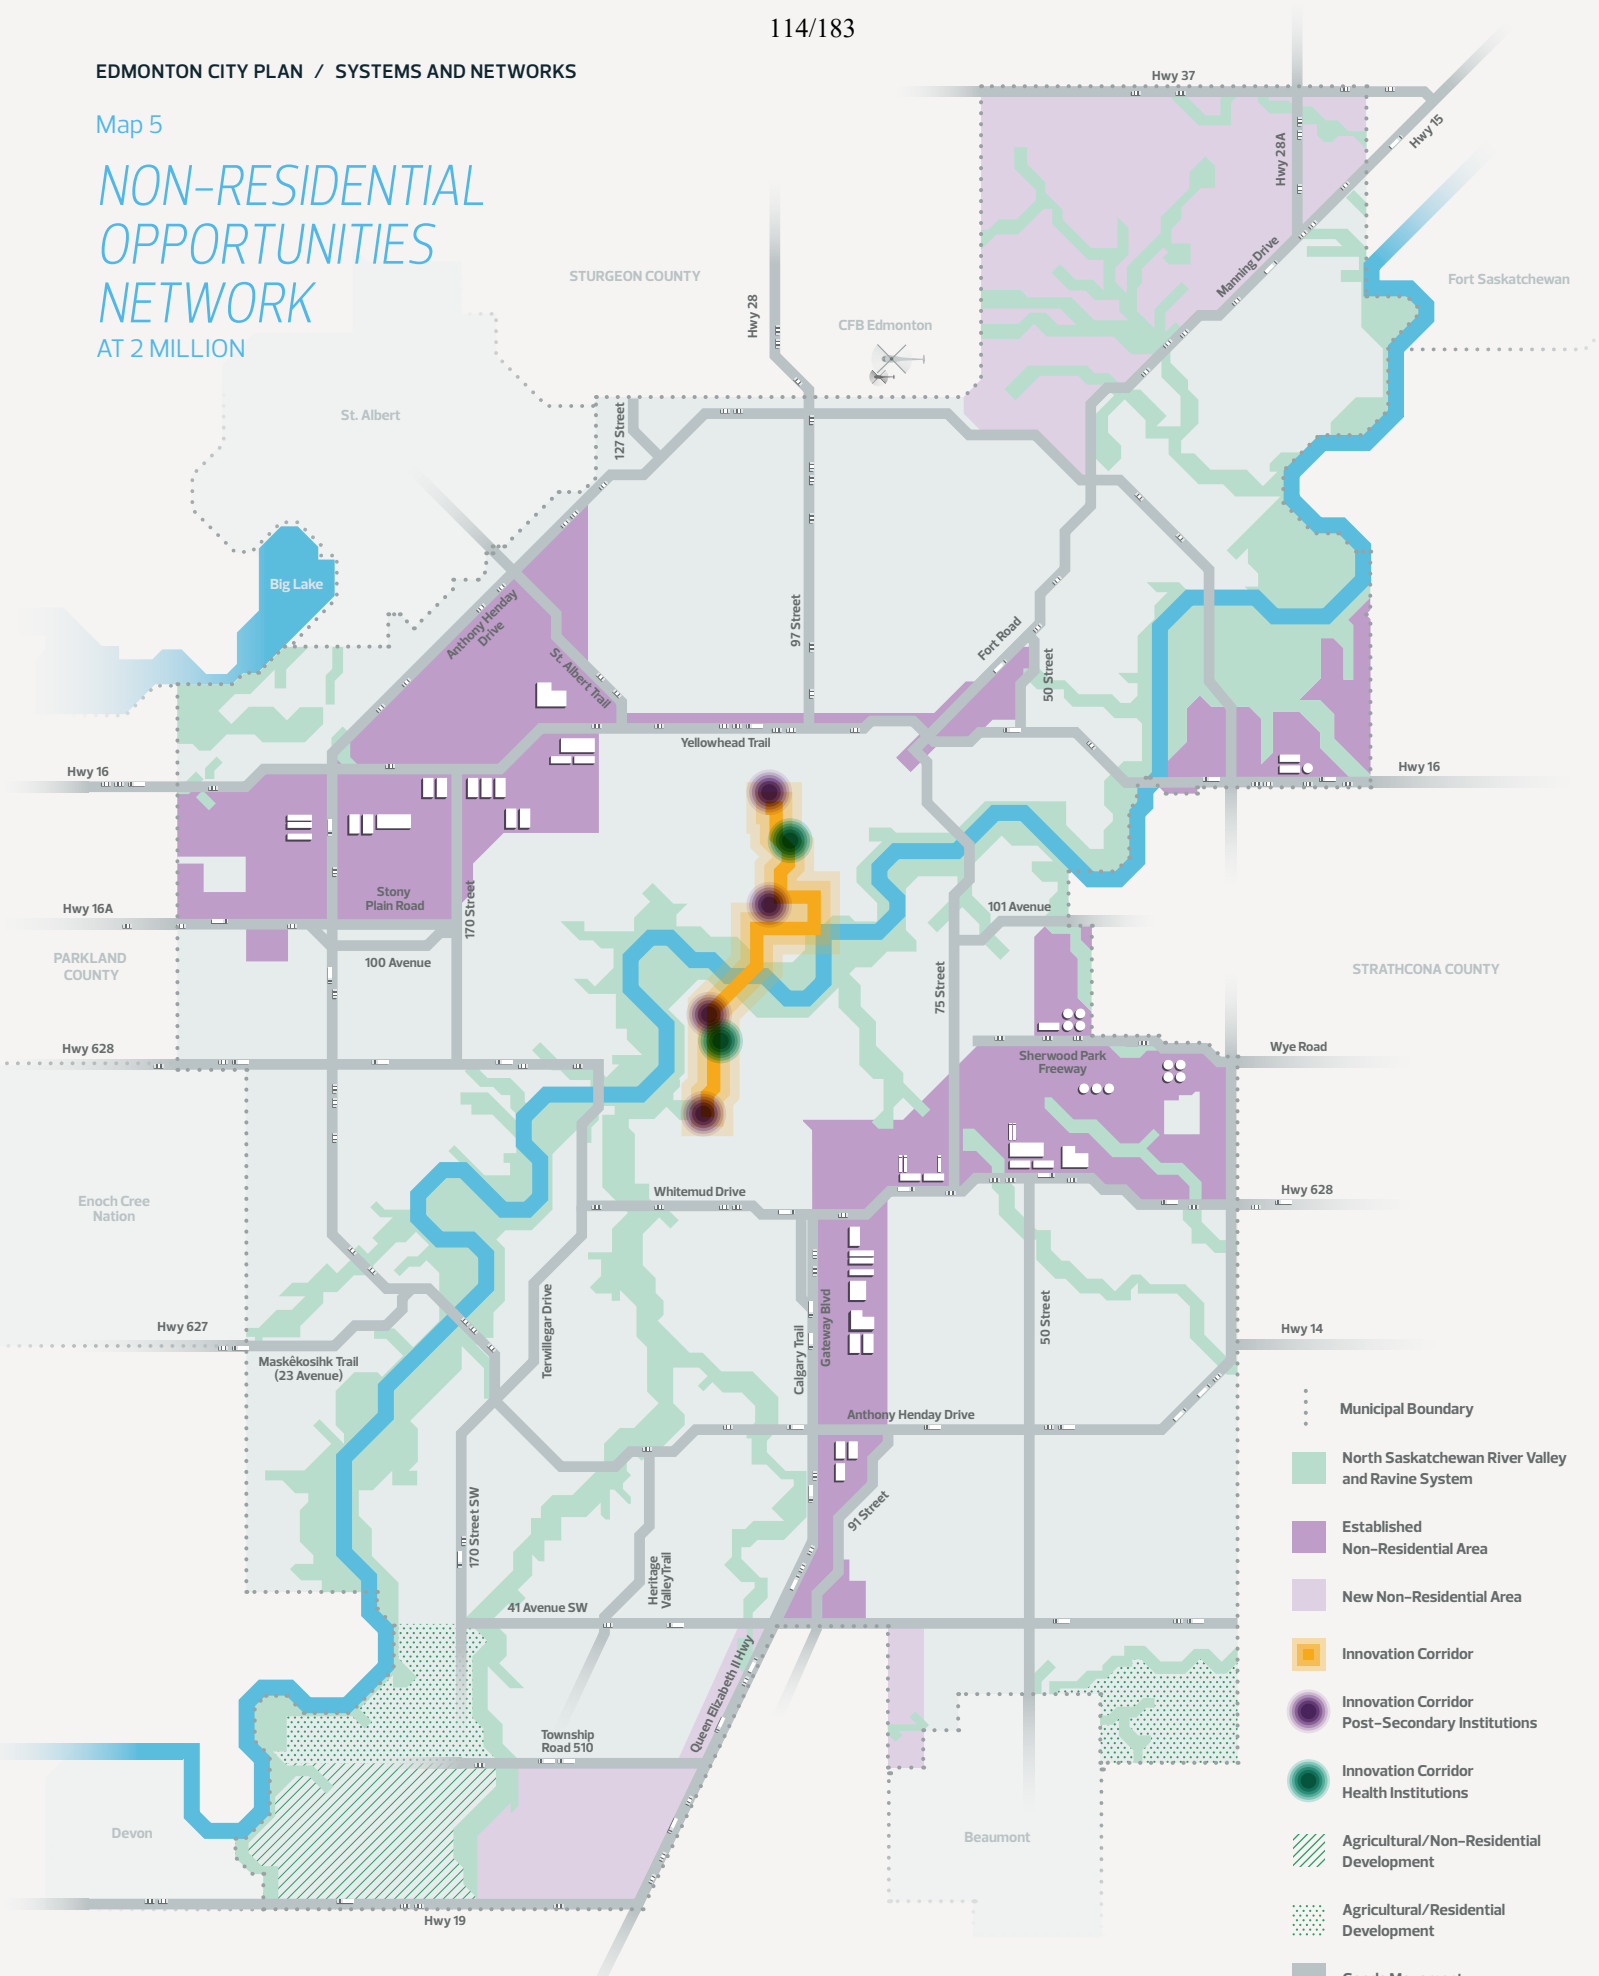 114/183
EDMONTON CITY PLAN / SYSTEMS AND NETWORKS
Map 5
NON-RESIDENTIAL
OPPORTUNITIES
NETWORK
AT 2 MILLION
Hwy 37
Hwy 15
Hwy 28A
Manning Drive
Fort Saskatchewan
STURGEON COUNTY
Hwy 28
CFB Edmonton
St. Albert
127 Street
Big Lake
Anthony Henday
Drive
St. Albert Trail
97 Street
Fort Road
50 Street
Yellowhead Trail
Hwy 16
Hwy 16
Stony
Plain Road
170 Street
Hwy 16A
101 Avenue
PARKLAND
COUNTY
100 Avenue
75 Street
STRATHCONA COUNTY
Hwy 628
Sherwood Park
Freeway
Wye Road
Enoch Cree
Nation
Whitemud Drive
Hwy 628
Hwy 627
Maskêkosihk Trail
(23 Avenue)
Terwillegar Drive
Calgary Trail
Gateway Blvd
50 Street
Hwy 14
Anthony Henday Drive
170 Street SW
91 Street
Heritage
Valley Trail
41 Avenue SW
Queen Elizabeth II Hwy
Township
Road 510
Devon
Beaumont
Hwy 19
Municipal Boundary
North Saskatchewan River Valley
and Ravine System
Established
Non-Residential Area
New Non-Residential Area
Innovation Corridor
Innovation Corridor
Post-Secondary Institutions
Innovation Corridor
Health Institutions
Agricultural/Non-Residential
Development
Agricultural/Residential
Development